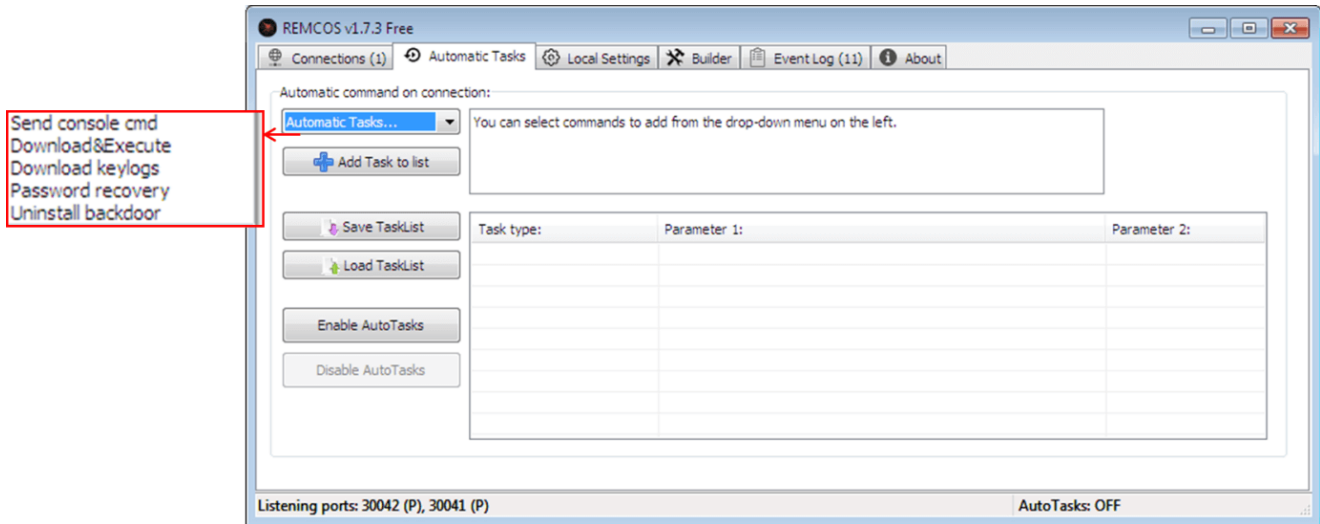 REMCOS v1.7.3 Free
Connections (1) Automatic Tasks Local Settings Builder Event Log (11) About
Automatic command on connection:
Send console cmd
Download&Execute
Download keylogs
Password recovery
Uninstall backdoor
Automatic Tasks...
You can select commands to add from the drop-down menu on the left.
Add Task to list
Save TaskList
Load TaskList
Enable AutoTasks
Disable AutoTasks
Task type: Parameter 1: Parameter 2:
Listening ports: 30042 (P), 30041 (P) AutoTasks: OFF